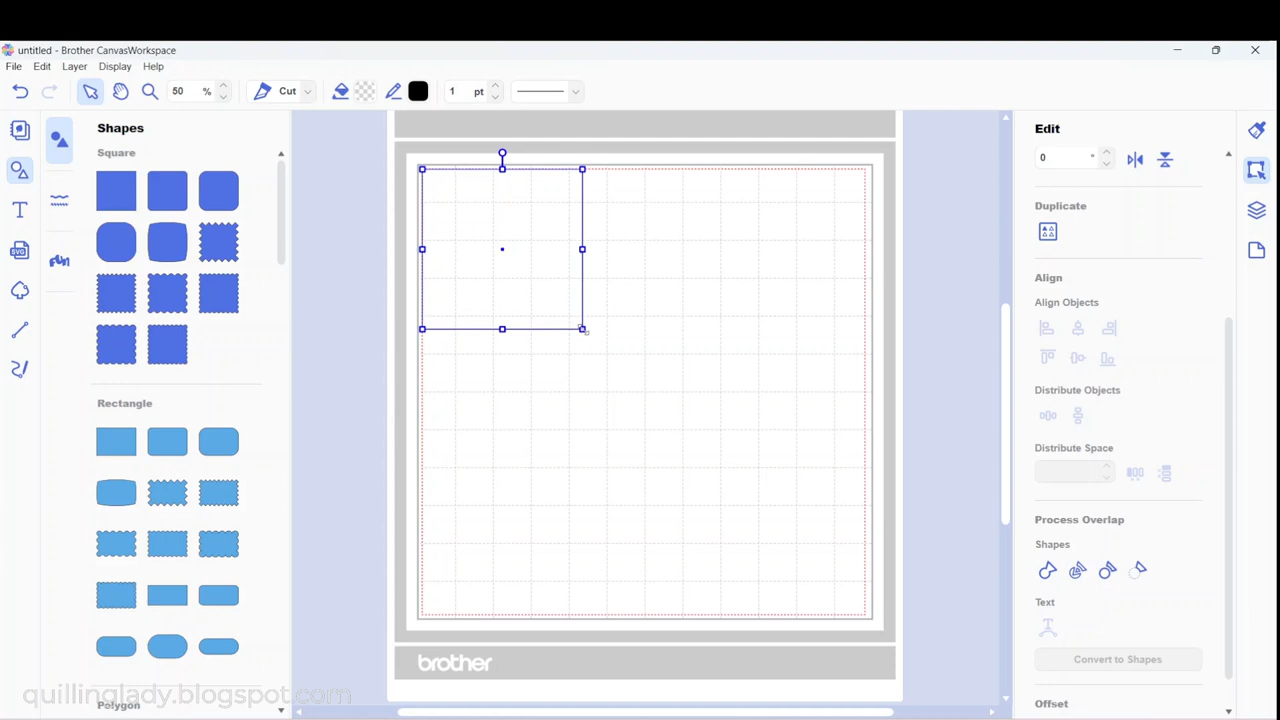 untitled - Brother CanvasWorkspace
File Edit Layer Display Help
50 % Cut 1 pt
Shapes
Square
SVG
fun
Rectangle
Polygon
brother
Edit
0 °
Duplicate
Align
Align Objects
Distribute Objects
Distribute Space
Process Overlap
Shapes
Text
Convert to Shapes
Offset
quillinglady.blogspot.com